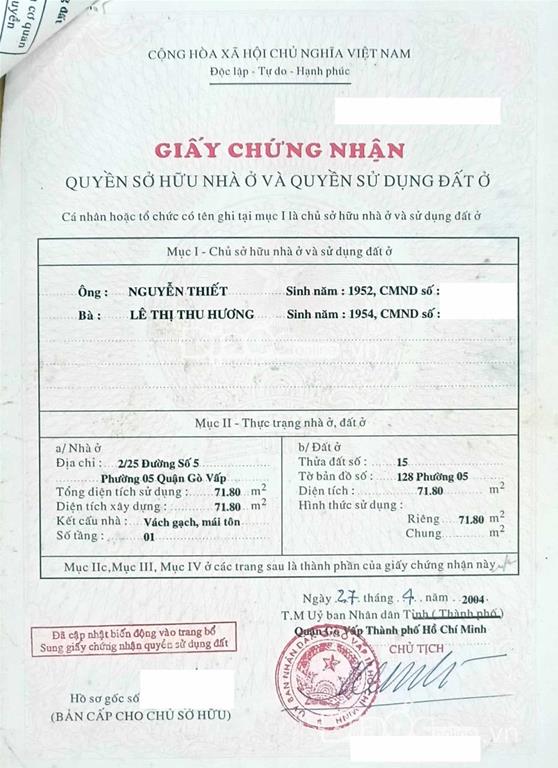 ơ quan
CỘNG HÒA XÃ HỘI CHỦ NGHĨA VIỆT NAM
Độc lập - Tự do - Hạnh phúc
GIẤY CHỨNG NHẬN
QUYỀN SỞ HỮU NHÀ Ở VÀ QUYỀN SỬ DỤNG ĐẤT Ở
Cá nhân hoặc tổ chức có tên ghi tại mục I là chủ sở hữu nhà ở và sử dụng đất ở
Mục I - Chủ sở hữu nhà ở và sử dụng đất ở
Ông : NGUYỄN THIẾT Sinh năm : 1952, CMND số :
Bà : LÊ THỊ THU HƯƠNG Sinh năm : 1954, CMND số :
Mục II - Thực trạng nhà ở, đất ở
a/ Nhà ở
Địa chỉ : 2/25 Đường Số 5
Phường 05 Quận Gò Vấp
Tổng diện tích sử dụng : 71.80 m2
Diện tích xây dựng : 71.80 m2
Kết cấu nhà : Vách gạch, mái tôn
Số tầng : 01
b/ Đất ở
Thửa đất số : 15
Tờ bản đồ số : 128 Phường 05
Diện tích : 71.80 m2
Hình thức sử dụng :
Riêng 71.80 m2
Chung m2
Mục IIc, Mục III, Mục IV ở các trang sau là thành phần của giấy chứng nhận này
Ngày 27 tháng 4 năm 2004
T.M Uỷ ban Nhân dân Tỉnh ( Thành phố )
Quận Gò Vấp Thành phố Hồ Chí Minh
CHỦ TỊCH
Đã cập nhật biến động vào trang bổ
Sung giấy chứng nhận quyền sử dụng đất
Hồ sơ gốc số
(BẢN CẤP CHO CHỦ SỞ HỮU)